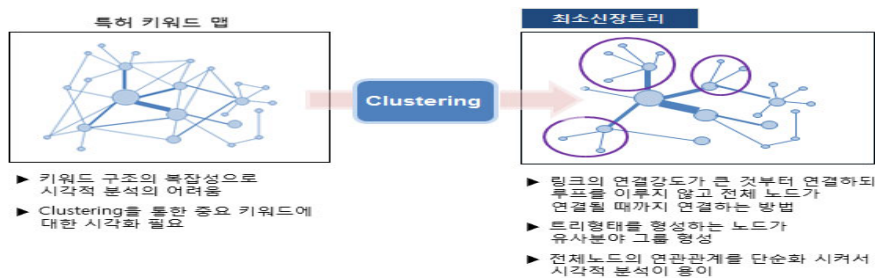 특허 키워드 맵
최소신장트리
Clustering
▶ 키워드 구조의 복잡성으로
시각적 분석의 어려움
▶ Clustering을 통한 중요 키워드에
대한 시각화 필요
▶ 링크의 연결강도가 큰 것부터 연결하되
루프를 이루지 않고 전체 노드가
연결될 때까지 연결하는 방법
▶ 트리형태를 형성하는 노드가
유사분야 그룹 형성
▶ 전체노드의 연관관계를 단순화 시켜서
시각적 분석이 용이